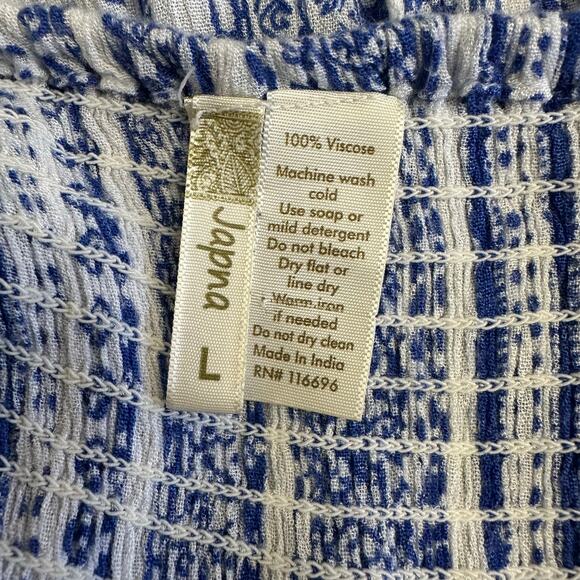 Japna
L
100% Viscose
Machine wash
cold
Use soap or
mild detergent
Do not bleach
Dry flat or
line dry
Warm iron
if needed
Do not dry clean
Made In India
RN# 116696